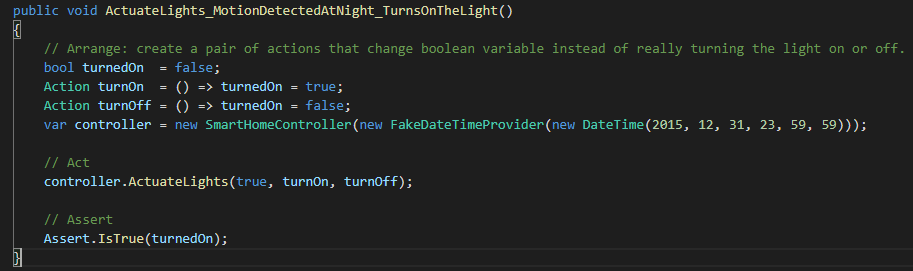 public void ActuateLights_MotionDetectedAtNight_TurnsOnTheLight()
{
    // Arrange: create a pair of actions that change boolean variable instead of really turning the light on or off.
    bool turnedOn  = false;
    Action turnOn  = () => turnedOn = true;
    Action turnOff = () => turnedOn = false;
    var controller = new SmartHomeController(new FakeDateTimeProvider(new DateTime(2015, 12, 31, 23, 59, 59)));

    // Act
    controller.ActuateLights(true, turnOn, turnOff);

    // Assert
    Assert.IsTrue(turnedOn);
}